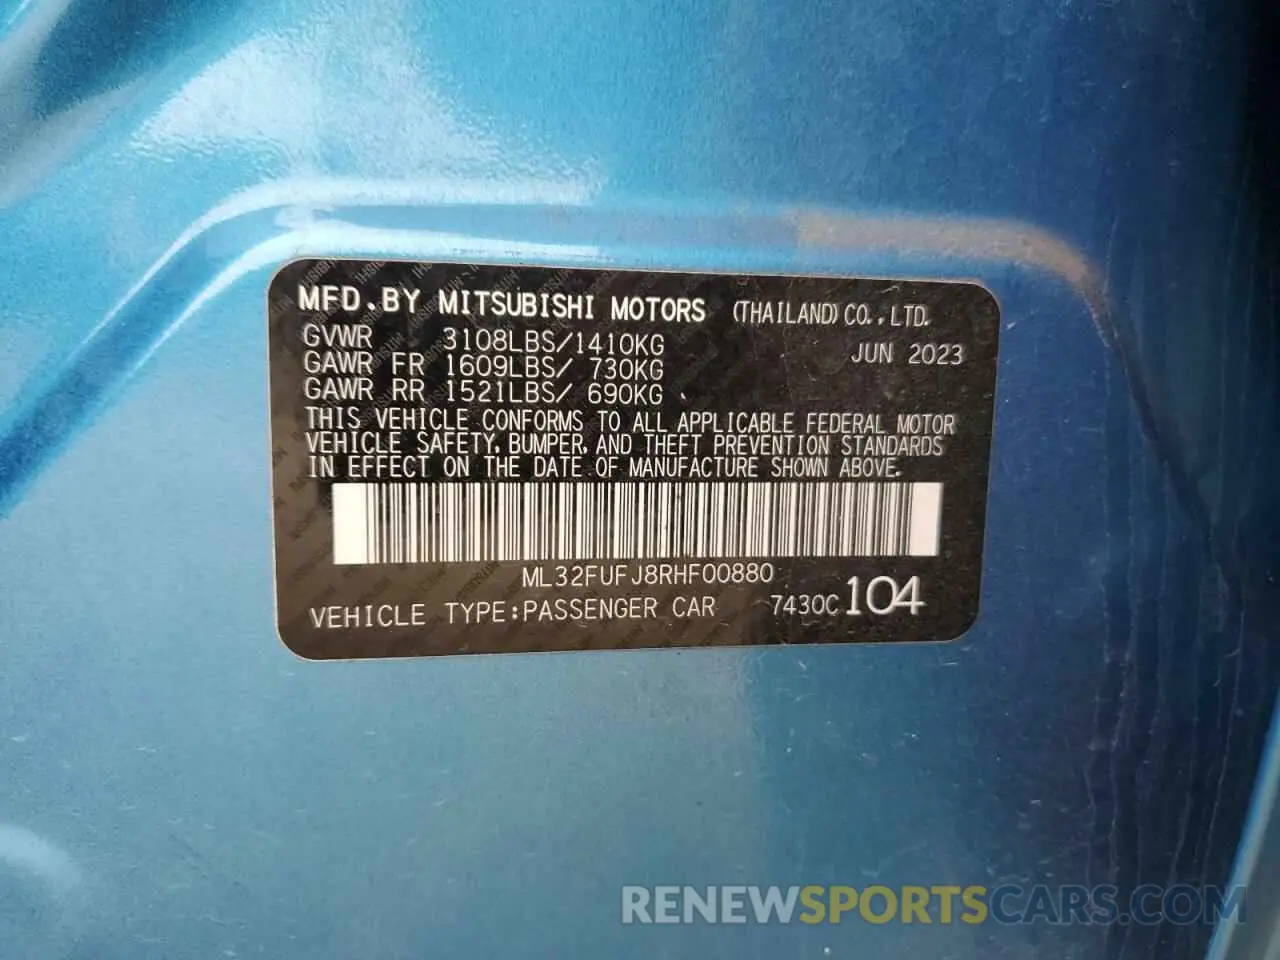 MFD.BY MITSUBISHI MOTORS (THAILAND) CO., LTD.
GVWR 3108LBS/1410KG JUN 2023
GAWR FR 1609LBS/ 730KG
GAWR RR 1521LBS/ 690KG
THIS VEHICLE CONFORMS TO ALL APPLICABLE FEDERAL MOTOR
VEHICLE SAFETY, BUMPER, AND THEFT PREVENTION STANDARDS
IN EFFECT ON THE DATE OF MANUFACTURE SHOWN ABOVE.
ML32FUFJ8RHF00880
VEHICLE TYPE:PASSENGER CAR 7430C 104
RENEWSPORTSCARS.COM